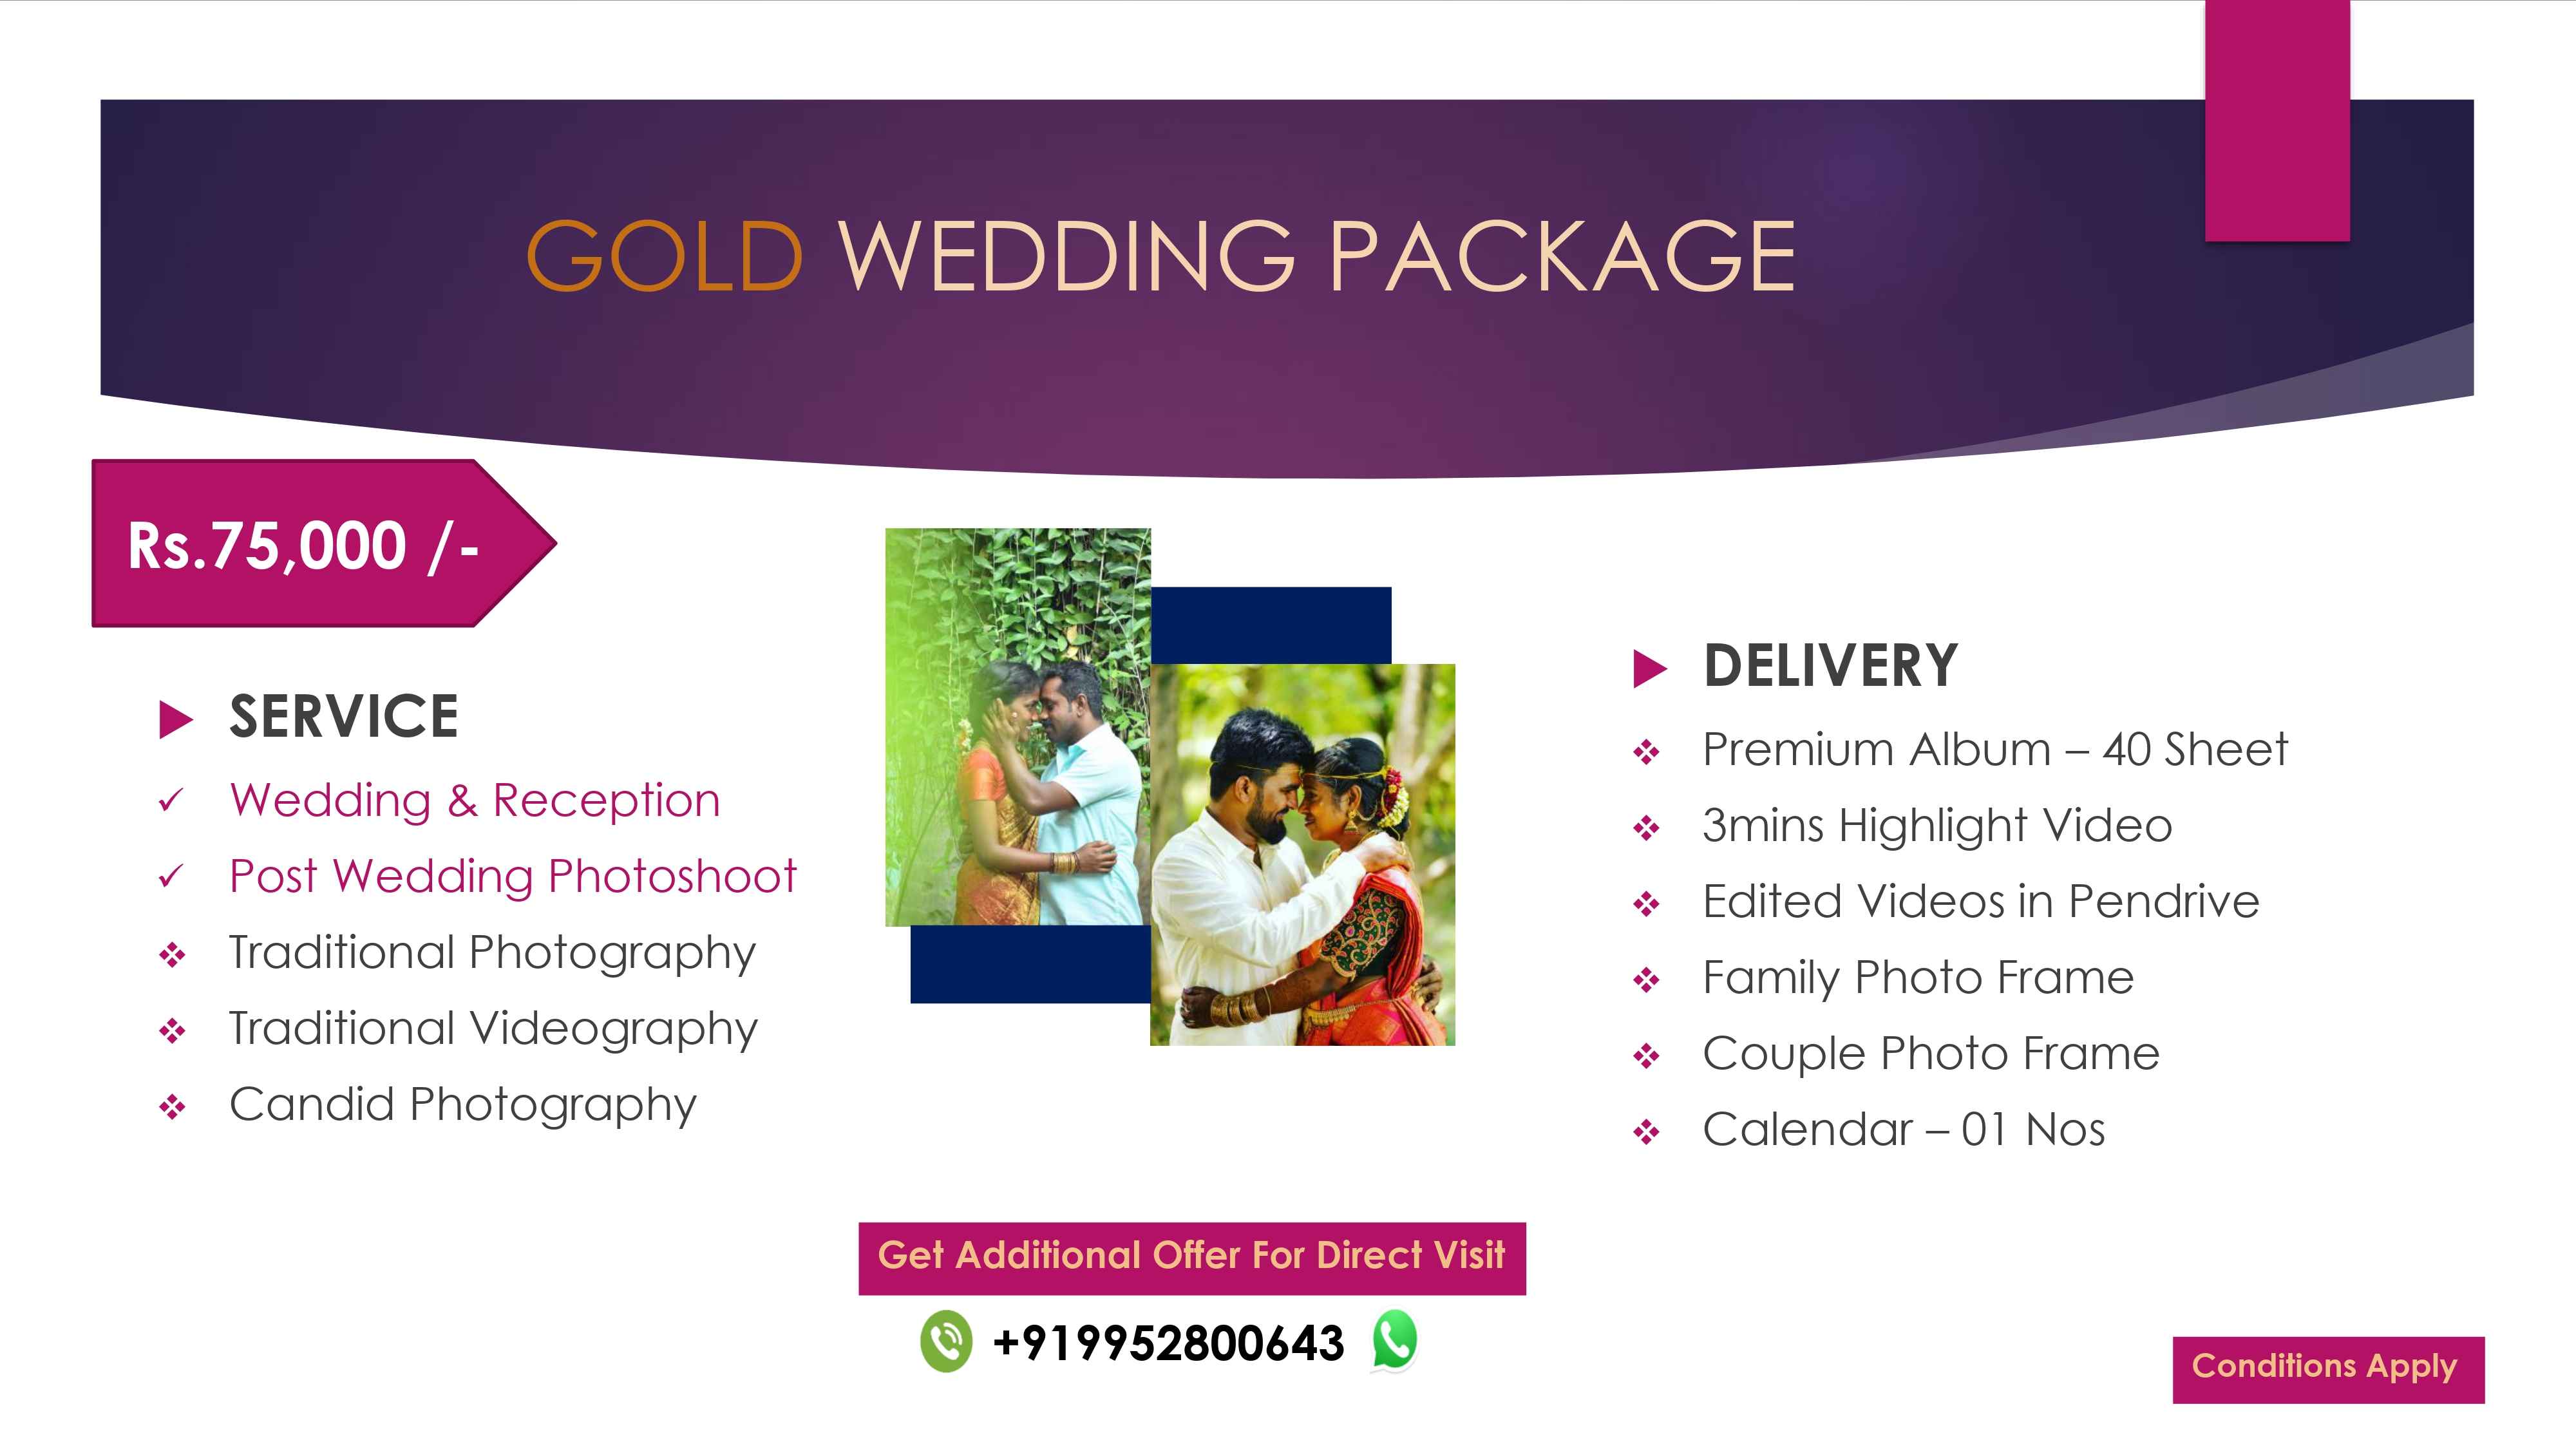 GOLD WEDDING PACKAGE
Rs.75,000 /-
SERVICE
Wedding & Reception
Post Wedding Photoshoot
Traditional Photography
Traditional Videography
Candid Photography
DELIVERY
Premium Album – 40 Sheet
3mins Highlight Video
Edited Videos in Pendrive
Family Photo Frame
Couple Photo Frame
Calendar – 01 Nos
Get Additional Offer For Direct Visit
+919952800643
Conditions Apply